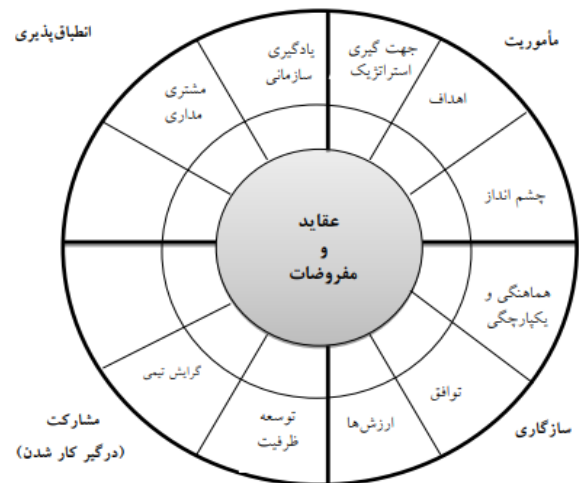 انطباق‌پذیری
مأموریت
یادگیری
سازمانی
جهت گیری
استراتژیک
مشتری
مداری
اهداف
چشم انداز
عقاید
و
مفروضات
هماهنگی و
یکپارچگی
توافق
ارزش‌ها
توسعه
ظرفیت
گرایش تیمی
سازگاری
مشارکت
(درگیر کار شدن)